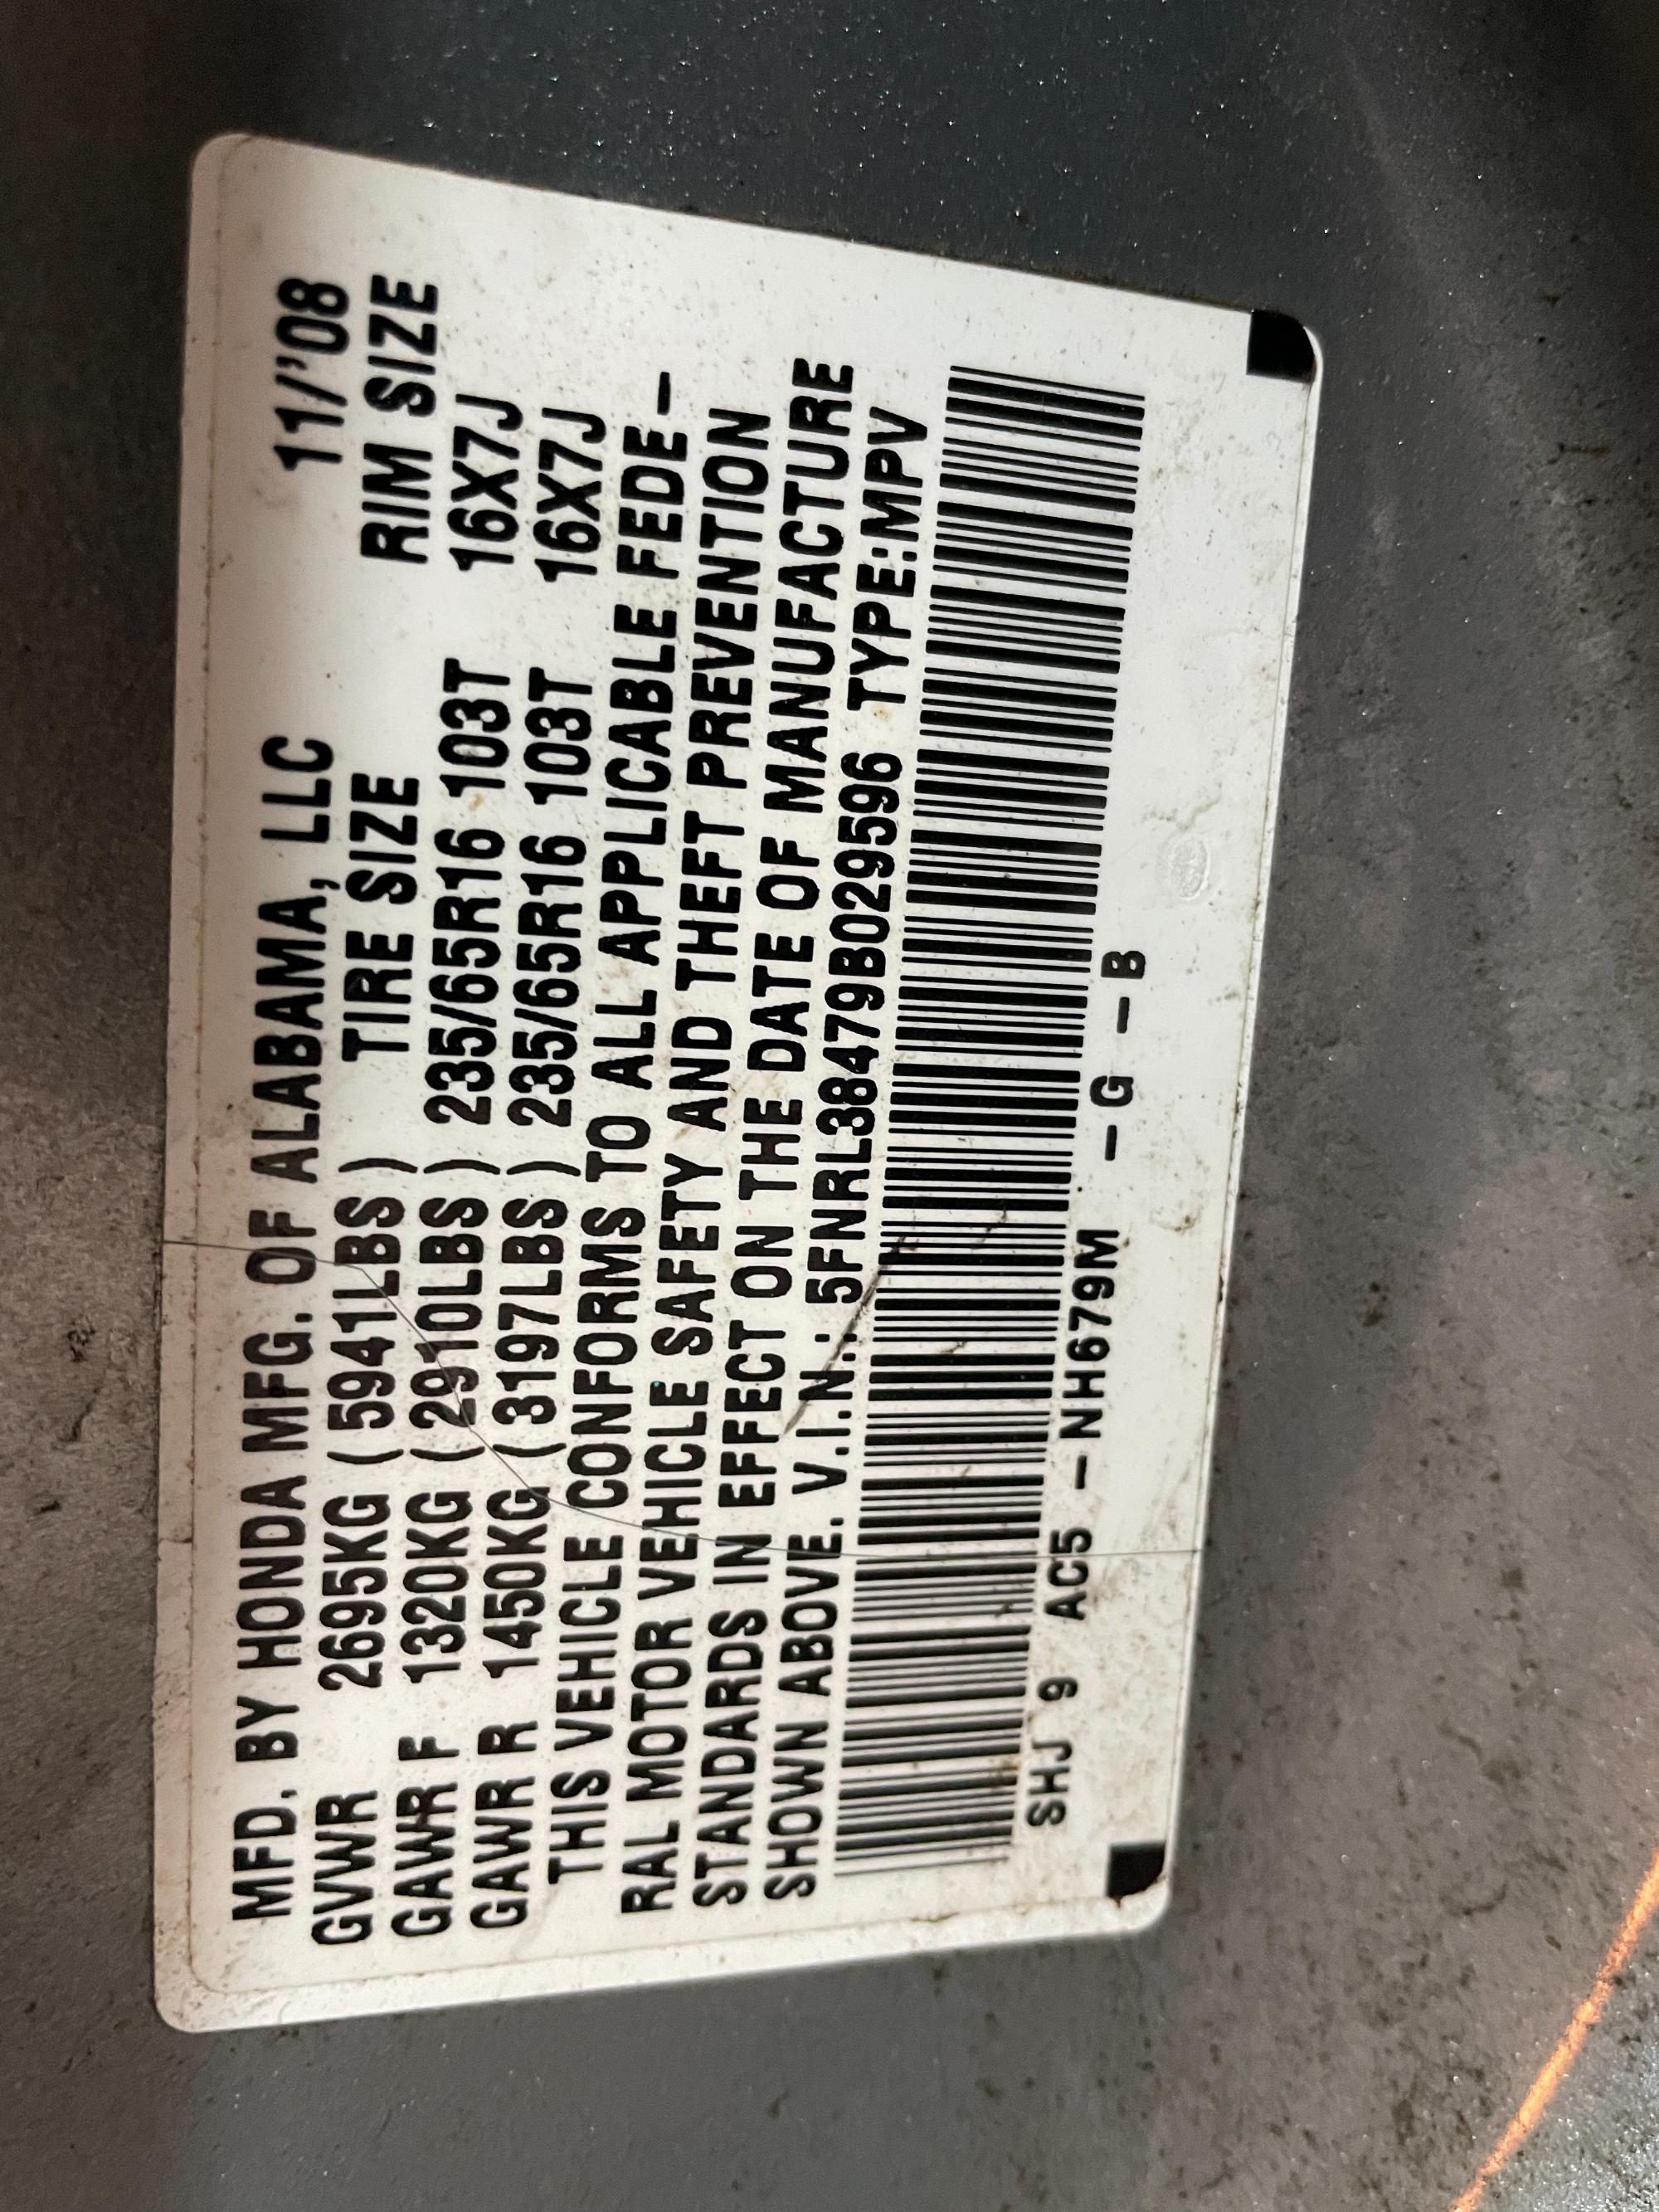 MFD. BY HONDA MFG. OF ALABAMA, LLC 11/'08
TIRE SIZE RIM SIZE
GVWR 2695KG (5941LBS)
GAWR F 1320KG (2910LBS) 235/65R16 103T 16X7J
GAWR R 1450KG (3197LBS) 235/65R16 103T 16X7J
THIS VEHICLE CONFORMS TO ALL APPLICABLE FEDE-
RAL MOTOR VEHICLE SAFETY AND THEFT PREVENTION
STANDARDS IN EFFECT ON THE DATE OF MANUFACTURE
SHOWN ABOVE. V.I.N.: 5FNRL38479B029596 TYPE:MPV
SHJ 9 AC5 - NH679M - G - B